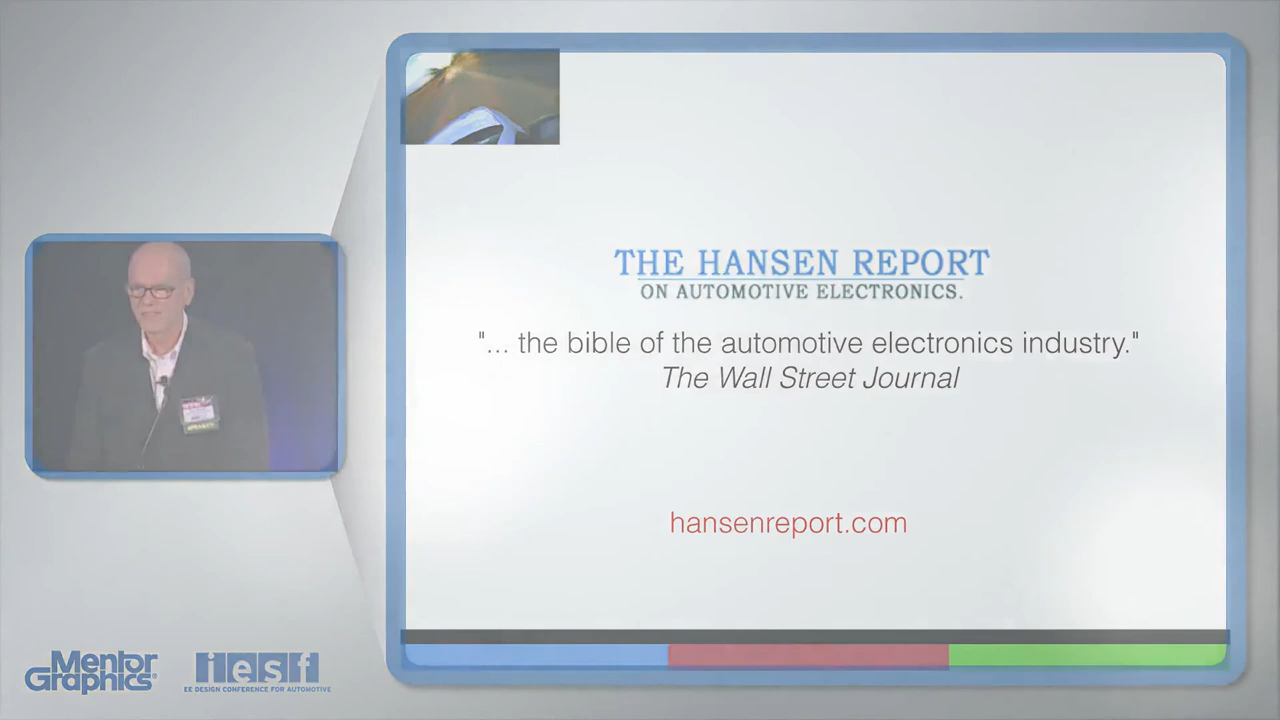 THE HANSEN REPORT
ON AUTOMOTIVE ELECTRONICS.
"... the bible of the automotive electronics industry."
The Wall Street Journal
hansenreport.com
Mentor
Graphics®
iesf
EE DESIGN CONFERENCE FOR AUTOMOTIVE